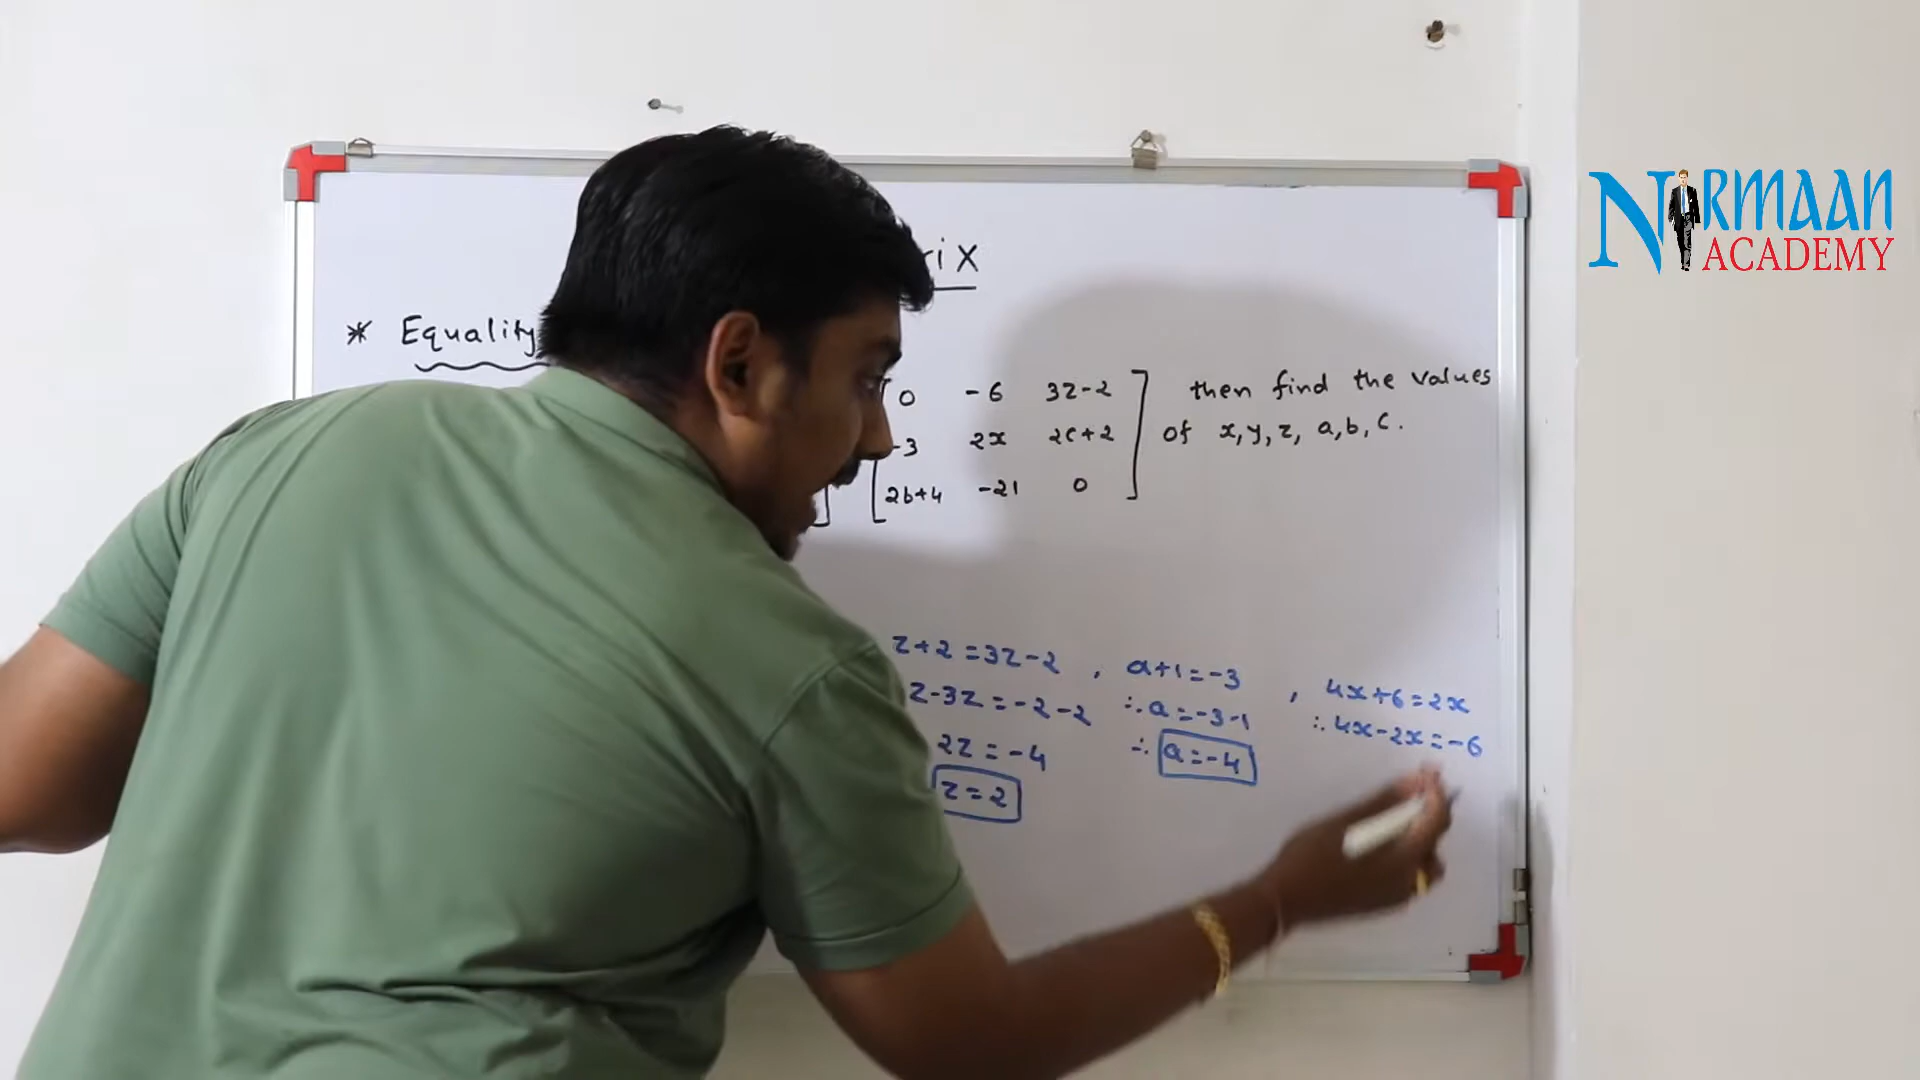 NIRMAAN
ACADEMY
* Equality
0 -6 3z-2 then find the values
-3 2x 2c+2 of x, y, z, a, b, c.
2b+4 -21 0
z+2=3z-2 , a+1=-3 , 4x+6=2x
z-3z=-2-2 ∴a=-3-1 ∴4x-2x=-6
2z=-4 ∴ a=-4
z=2